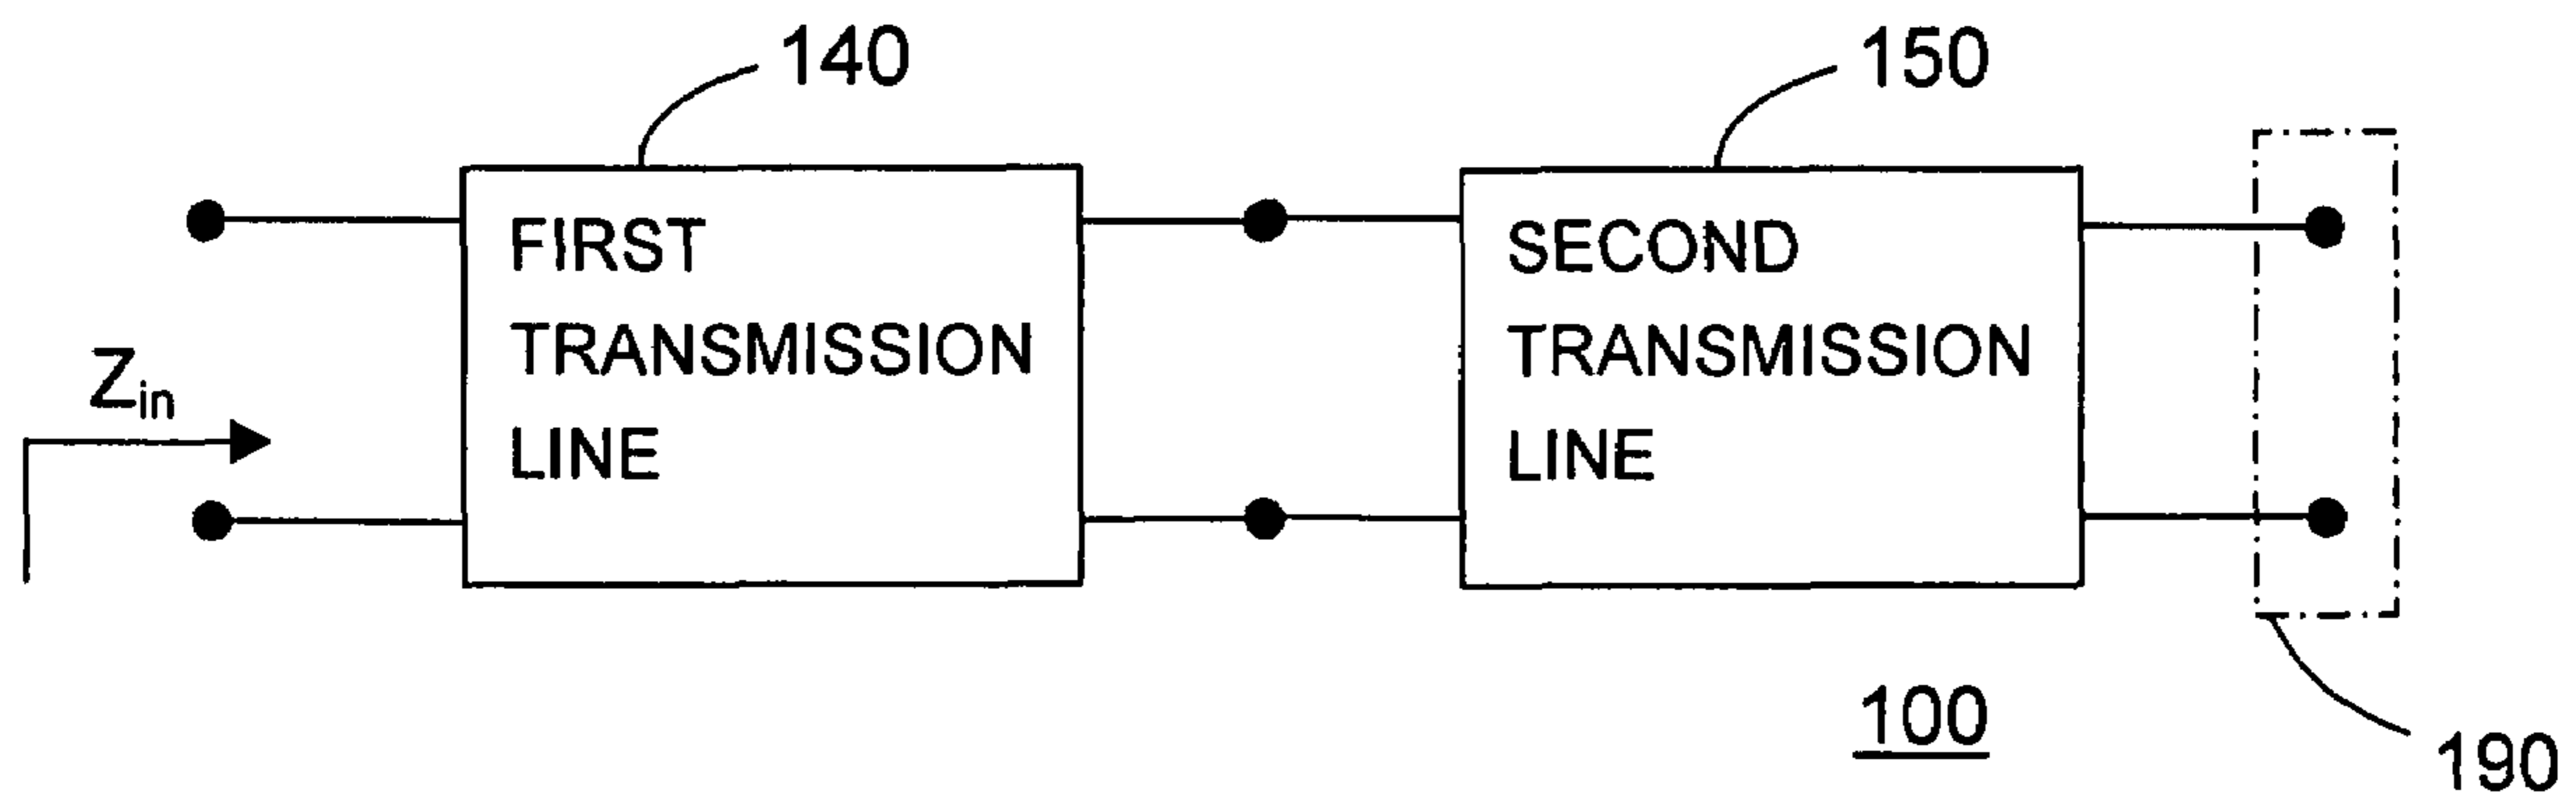 140
150
FIRST
TRANSMISSION
LINE
SECOND
TRANSMISSION
LINE
Zin
100
190